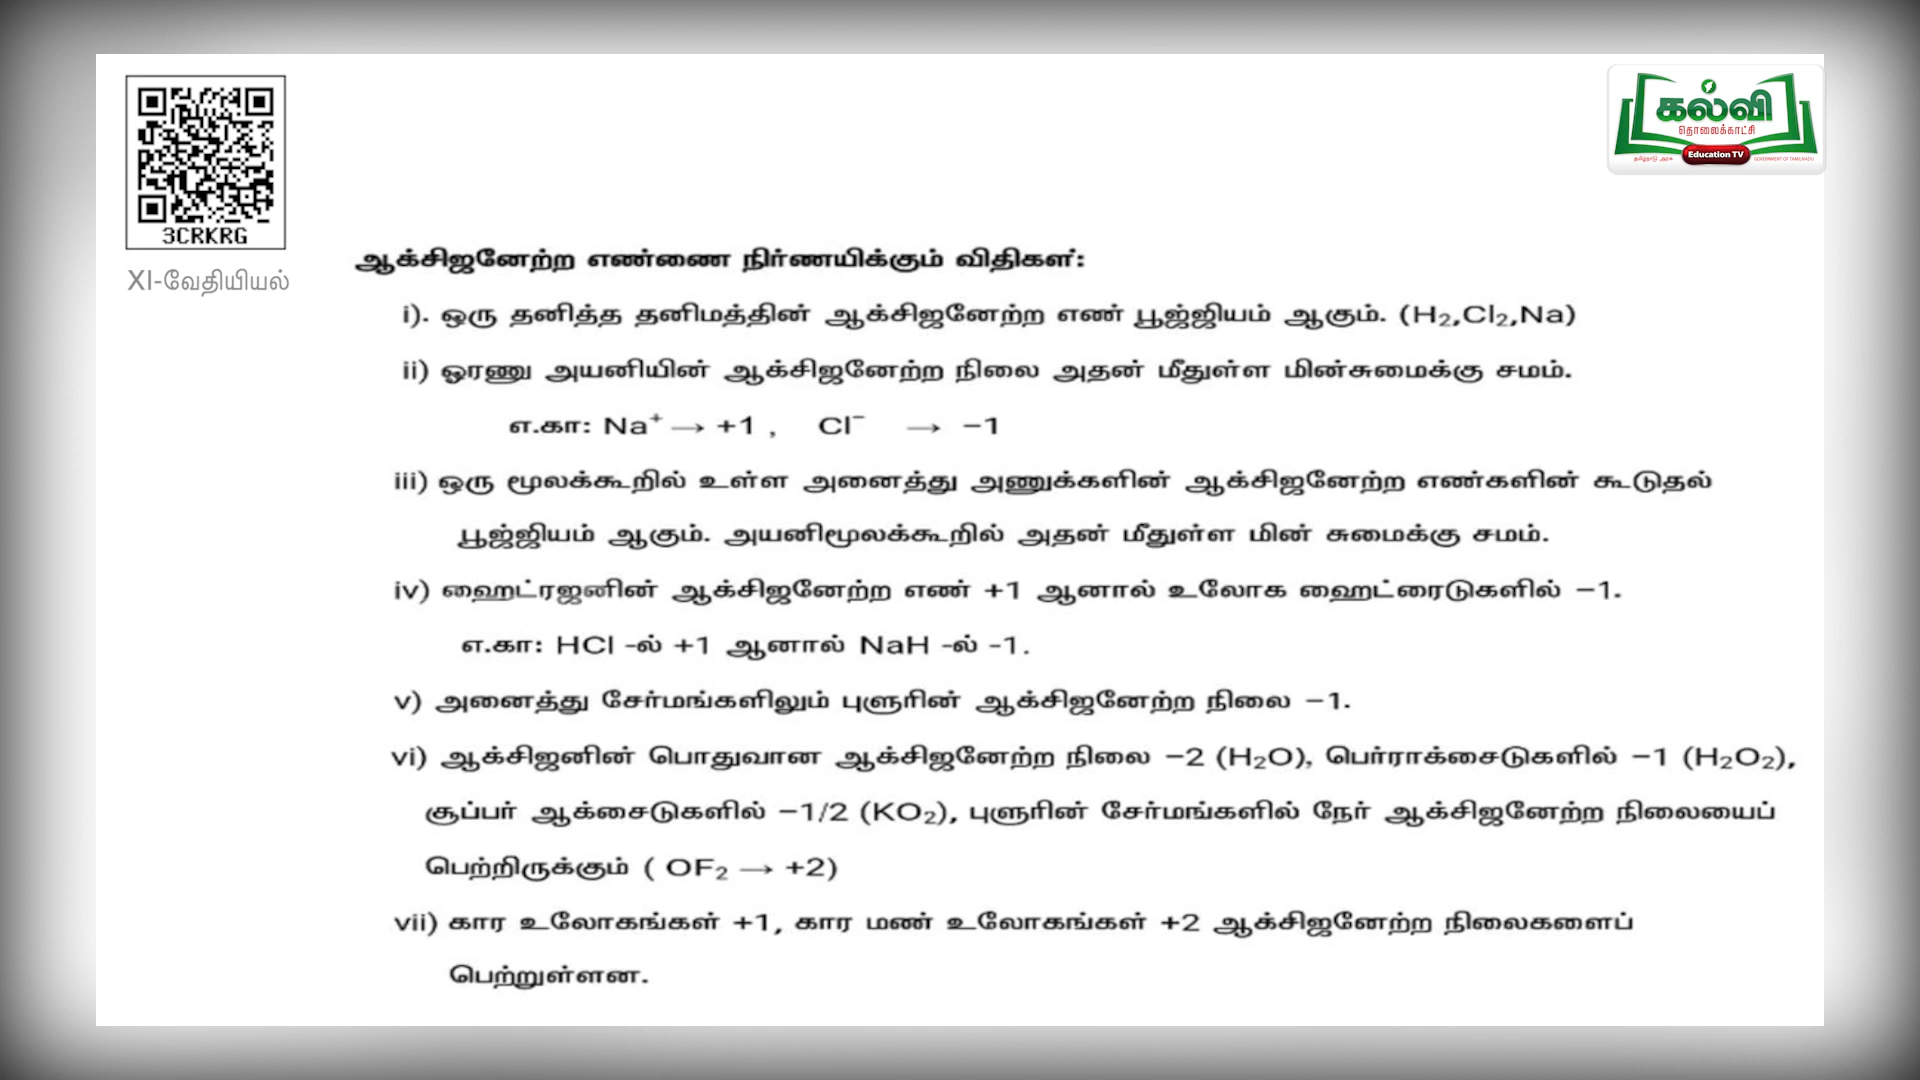 3CRKRG
XI-வேதியியல்
கல்வி
தொலைக்காட்சி
தமிழ்நாடு அரசு Education TV GOVERNMENT OF TAMILNADU
ஆக்சிஜனேற்ற எண்ணை நிர்ணயிக்கும் விதிகள்:
i). ஒரு தனித்த தனிமத்தின் ஆக்சிஜனேற்ற எண் பூஜ்ஜியம் ஆகும். (H₂,Cl₂,Na)
ii) ஓரணு அயனியின் ஆக்சிஜனேற்ற நிலை அதன் மீதுள்ள மின்சுமைக்கு சமம்.
எ.கா: Na⁺ → +1 , Cl⁻ → −1
iii) ஒரு மூலக்கூறில் உள்ள அனைத்து அணுக்களின் ஆக்சிஜனேற்ற எண்களின் கூடுதல்
பூஜ்ஜியம் ஆகும். அயனிமூலக்கூறில் அதன் மீதுள்ள மின் சுமைக்கு சமம்.
iv) ஹைட்ரஜனின் ஆக்சிஜனேற்ற எண் +1 ஆனால் உலோக ஹைட்ரைடுகளில் −1.
எ.கா: HCl -ல் +1 ஆனால் NaH -ல் -1.
v) அனைத்து சேர்மங்களிலும் புளுரின் ஆக்சிஜனேற்ற நிலை −1.
vi) ஆக்சிஜனின் பொதுவான ஆக்சிஜனேற்ற நிலை −2 (H₂O), பெர்ராக்சைடுகளில் −1 (H₂O₂),
சூப்பர் ஆக்சைடுகளில் −1/2 (KO₂), புளுரின் சேர்மங்களில் நேர் ஆக்சிஜனேற்ற நிலையைப்
பெற்றிருக்கும் ( OF₂ → +2)
vii) கார உலோகங்கள் +1, கார மண் உலோகங்கள் +2 ஆக்சிஜனேற்ற நிலைகளைப்
பெற்றுள்ளன.